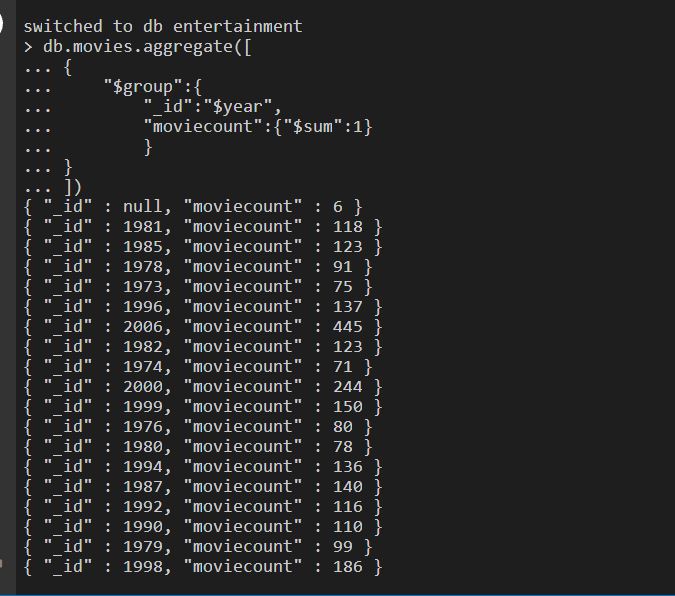 switched to db entertainment
> db.movies.aggregate([
... {
...     "$group":{
...         "_id":"$year",
...         "moviecount":{"$sum":1}
...         }
... }
... ])
{ "_id" : null, "moviecount" : 6 }
{ "_id" : 1981, "moviecount" : 118 }
{ "_id" : 1985, "moviecount" : 123 }
{ "_id" : 1978, "moviecount" : 91 }
{ "_id" : 1973, "moviecount" : 75 }
{ "_id" : 1996, "moviecount" : 137 }
{ "_id" : 2006, "moviecount" : 445 }
{ "_id" : 1982, "moviecount" : 123 }
{ "_id" : 1974, "moviecount" : 71 }
{ "_id" : 2000, "moviecount" : 244 }
{ "_id" : 1999, "moviecount" : 150 }
{ "_id" : 1976, "moviecount" : 80 }
{ "_id" : 1980, "moviecount" : 78 }
{ "_id" : 1994, "moviecount" : 136 }
{ "_id" : 1987, "moviecount" : 140 }
{ "_id" : 1992, "moviecount" : 116 }
{ "_id" : 1990, "moviecount" : 110 }
{ "_id" : 1979, "moviecount" : 99 }
{ "_id" : 1998, "moviecount" : 186 }